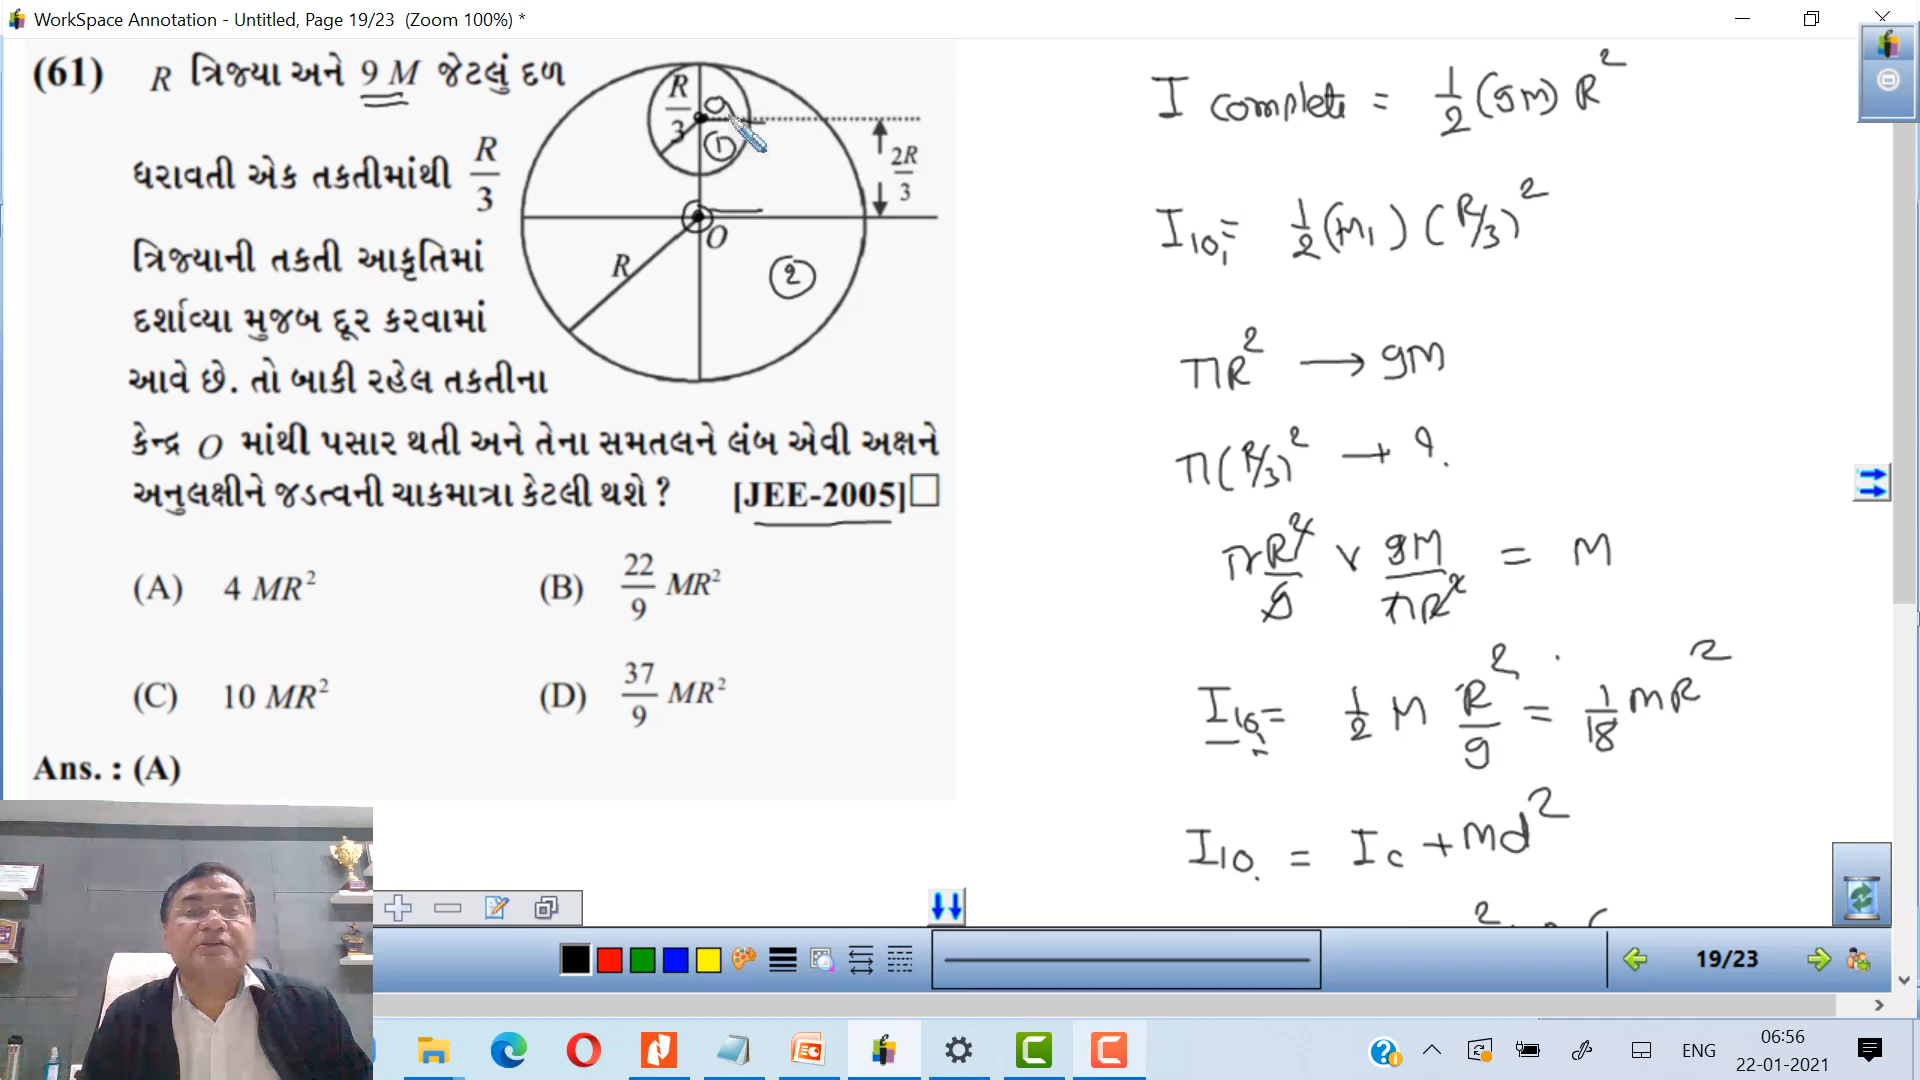 WorkSpace Annotation - Untitled, Page 19/23 (Zoom 100%) *
(61) R ત્રિજ્યા અને 9 M જેટલું દળ
ધરાવતી એક તકતીમાંથી R/3
ત્રિજ્યાની તકતી આકૃતિમાં
દર્શાવ્યા મુજબ દૂર કરવામાં
આવે છે. તો બાકી રહેલ તકતીના
કેન્દ્ર O માંથી પસાર થતી અને તેના સમતલને લંબ એવી અક્ષને
અનુલક્ષીને જડત્વની ચાકમાત્રા કેટલી થશે ? [JEE-2005]
(A) 4 MR²
(B) 22/9 MR²
(C) 10 MR²
(D) 37/9 MR²
Ans. : (A)
R/3
①
2R/3
O
R
②
I complete = 1/2 (9M) R²
I10₁ = 1/2 (M₁) (R/3)²
πR² → 9M
π(R/3)² → ?
πR²/9 × 9M/πR² = M
I10₁ = 1/2 M R²/9 = 1/18 MR²
I10 = Ic + Md²
19/23
ENG
06:56
22-01-2021